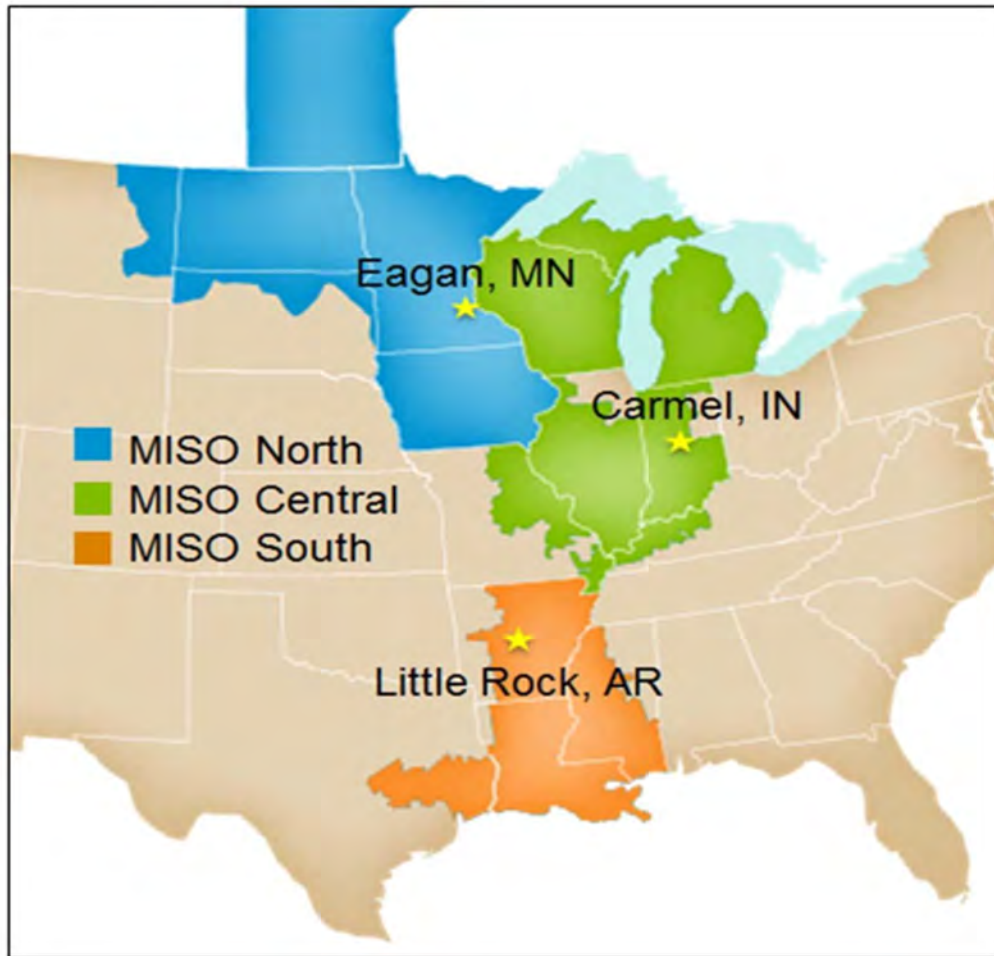 Eagan, MN
Carmel, IN
MISO North
MISO Central
MISO South
Little Rock, AR